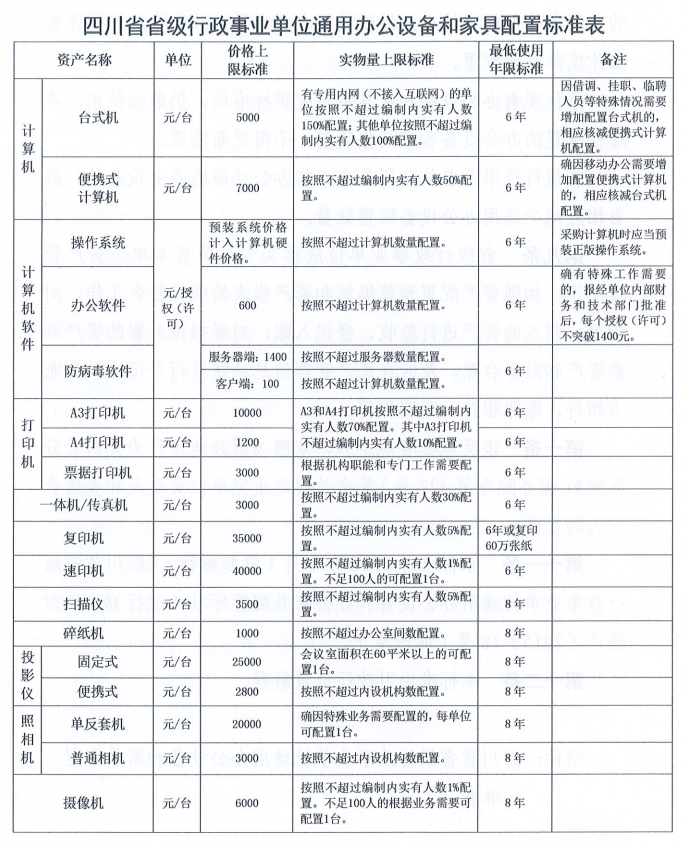 四川省省级行政事业单位通用办公设备和家具配置标准表
资产名称 单位 价格上限标准 实物量上限标准 最低使用年限标准 备注
计算机 台式机 元/台 5000 有专用内网（不接入互联网）的单位按照不超过编制内实有人数150%配置；其他单位按照不超过编制内实有人数100%配置。 6年 因借调、挂职、临聘人员等特殊情况需要增加配置台式机的，相应核减便携式计算机配置。
便携式计算机 元/台 7000 按照不超过编制内实有人数50%配置。 6年 确因移动办公需要增加配置便携式计算机的，相应核减台式机配置。
计算机软件 操作系统 元/授权（许可） 预装系统价格计入计算机硬件价格。 按照不超过计算机数量配置。 6年 采购计算机时应当预装正版操作系统。
办公软件 600 按照不超过计算机数量配置。 6年 确有特殊工作需要的，报经单位内部财务和技术部门批准后，每个授权（许可）不突破1400元。
防病毒软件 服务器端：1400 客户端：100 按照不超过服务器数量配置。按照不超过计算机数量配置。 6年
打印机 A3打印机 元/台 10000 A3和A4打印机按照不超过编制内实有人数70%配置。其中A3打印机不超过编制内实有人数10%配置。 6年
A4打印机 元/台 1200 6年
票据打印机 元/台 3000 根据机构职能和专门工作需要配置。 6年
一体机/传真机 元/台 3000 按照不超过编制内实有人数30%配置。 6年
复印机 元/台 35000 按照不超过编制内实有人数5%配置。 6年或复印60万张纸
速印机 元/台 40000 按照不超过编制内实有人数1%配置。不足100人的可配置1台。 6年
扫描仪 元/台 3500 按照不超过编制内实有人数5%配置。 8年
碎纸机 元/台 1000 按照不超过办公室间数配置。 8年
投影仪 固定式 元/台 25000 会议室面积在60平米以上的可配置1台。 8年
便携式 元/台 2800 按照不超过内设机构数配置。 8年
照相机 单反套机 元/台 20000 确因特殊业务需要配置的，每单位可配置1台。 8年
普通相机 元/台 3000 按照不超过内设机构数配置。 8年
摄像机 元/台 6000 按照不超过编制内实有人数1%配置。不足100人的根据业务需要可配置1台。 8年